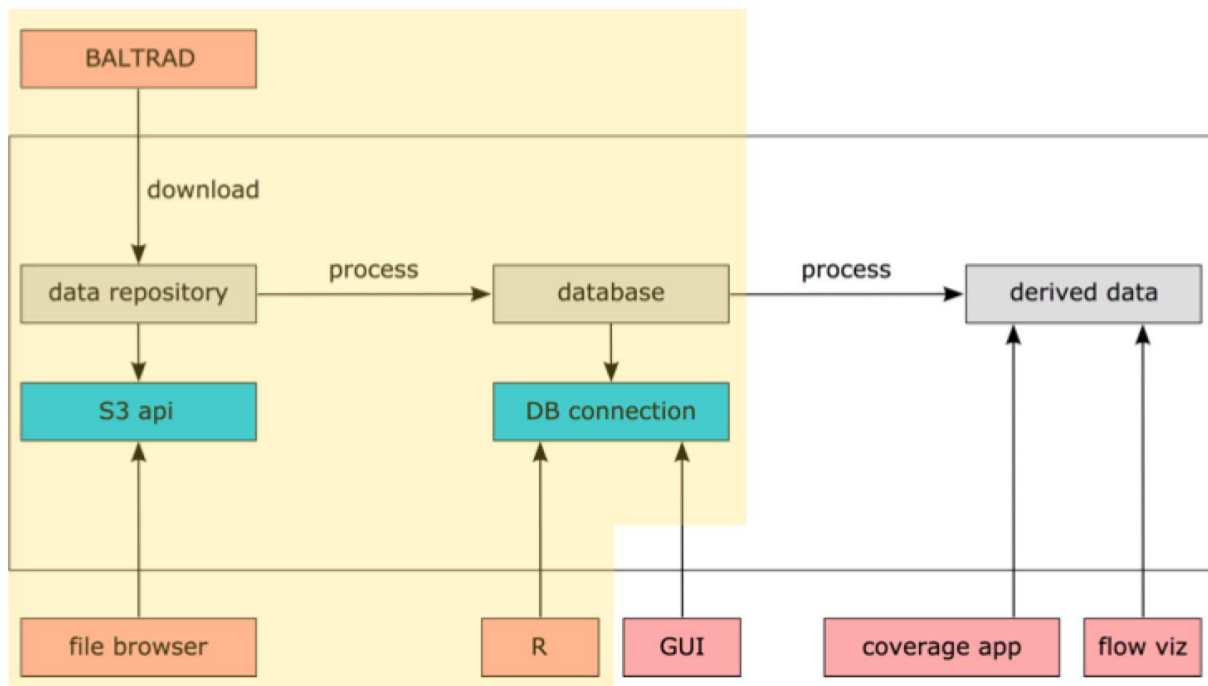 BALTRAD
download
data repository
process
database
process
derived data
S3 api
DB connection
file browser
R
GUI
coverage app
flow viz